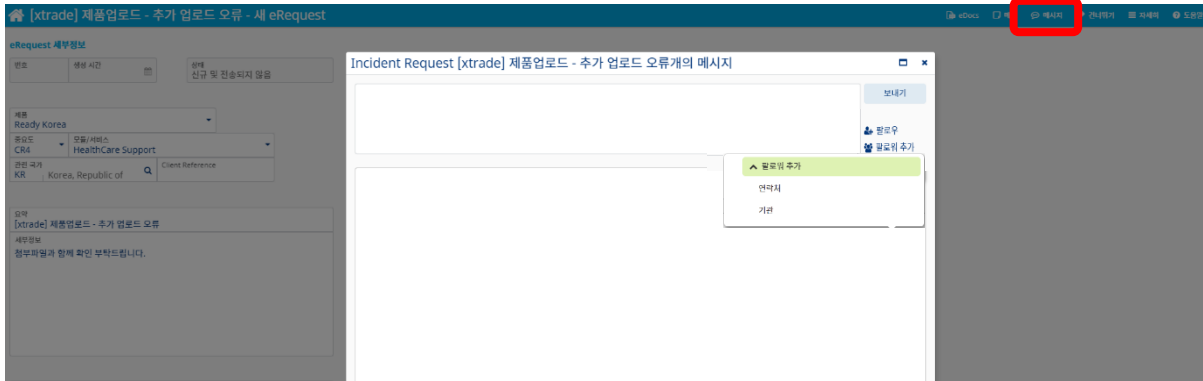 [xtrade] 제품업로드 - 추가 업로드 오류 - 새 eRequest
eDocs
메시지
건너뛰기
자세히
도움말
eRequest 세부정보
번호
생성 시간
상태
신규 및 전송되지 않음
제품
Ready Korea
중요도
CR4
모듈/서비스
HealthCare Support
관련 국가
KR
Korea, Republic of
Client Reference
요약
[xtrade] 제품업로드 - 추가 업로드 오류
세부정보
첨부파일과 함께 확인 부탁드립니다.
Incident Request [xtrade] 제품업로드 - 추가 업로드 오류개의 메시지
보내기
팔로우
팔로워 추가
팔로워 추가
연락처
기관